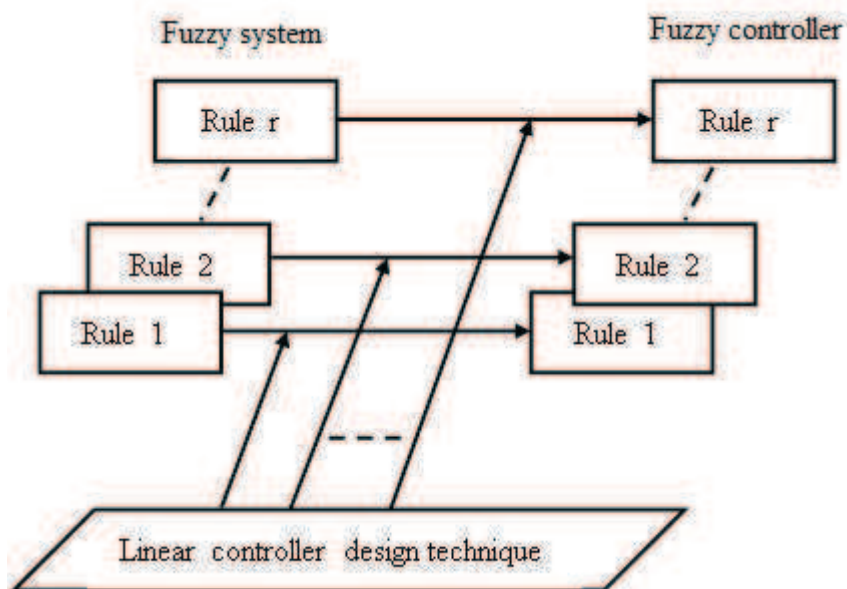 Fuzzy system
Fuzzy controller
Rule r
Rule r
Rule 2
Rule 2
Rule 1
Rule 1
Linear controller design technique